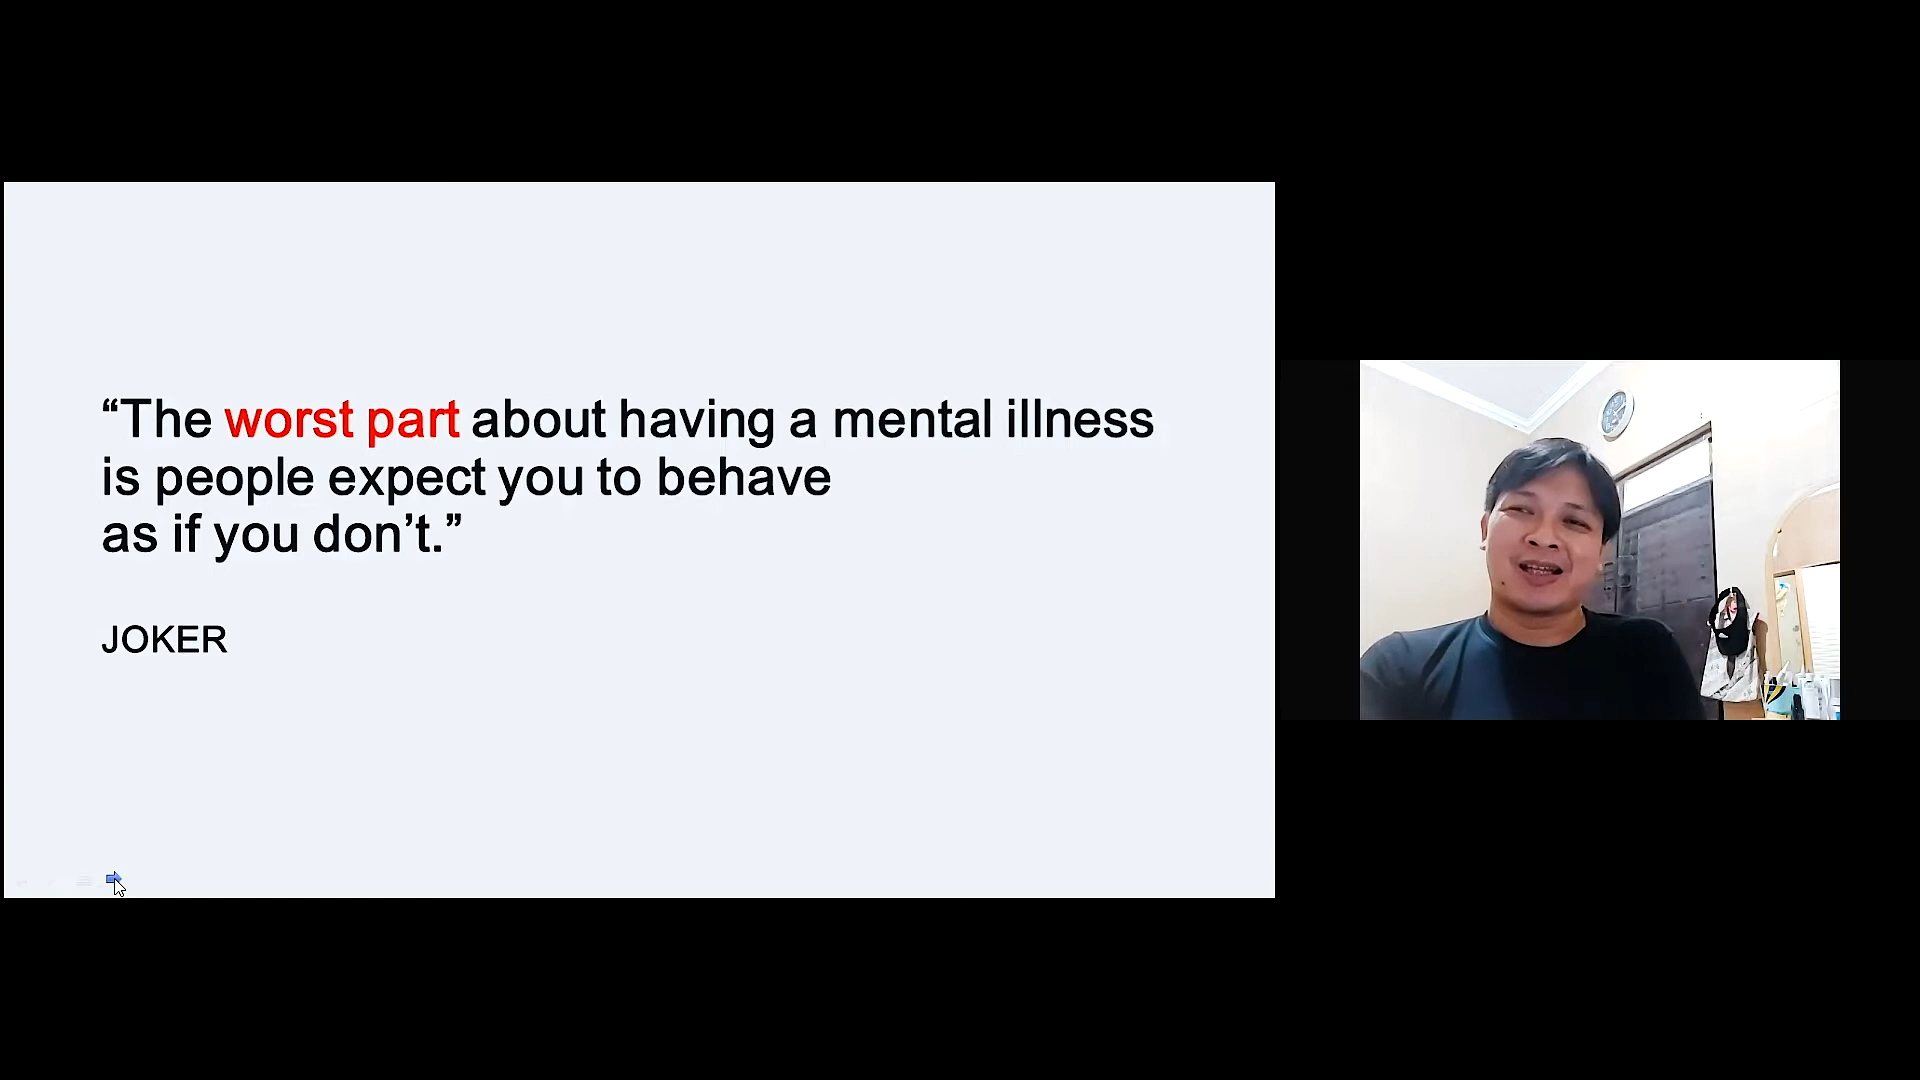 “The worst part about having a mental illness
is people expect you to behave
as if you don’t.”
JOKER